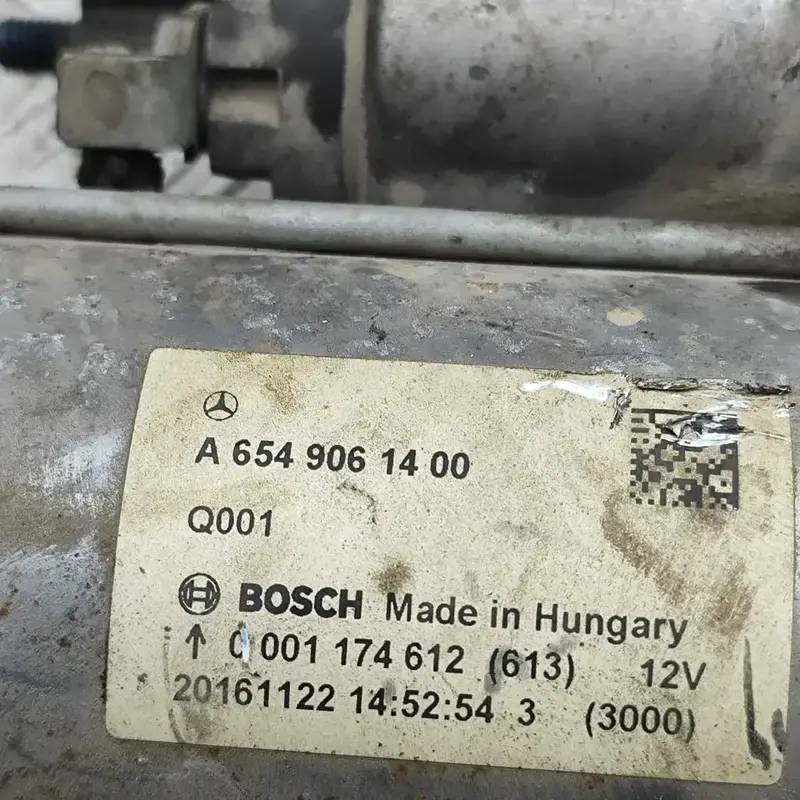 A 654 906 14 00
Q001
BOSCH Made in Hungary
↑ 0 001 174 612 (613) 12V
20161122 14:52:54 3 (3000)